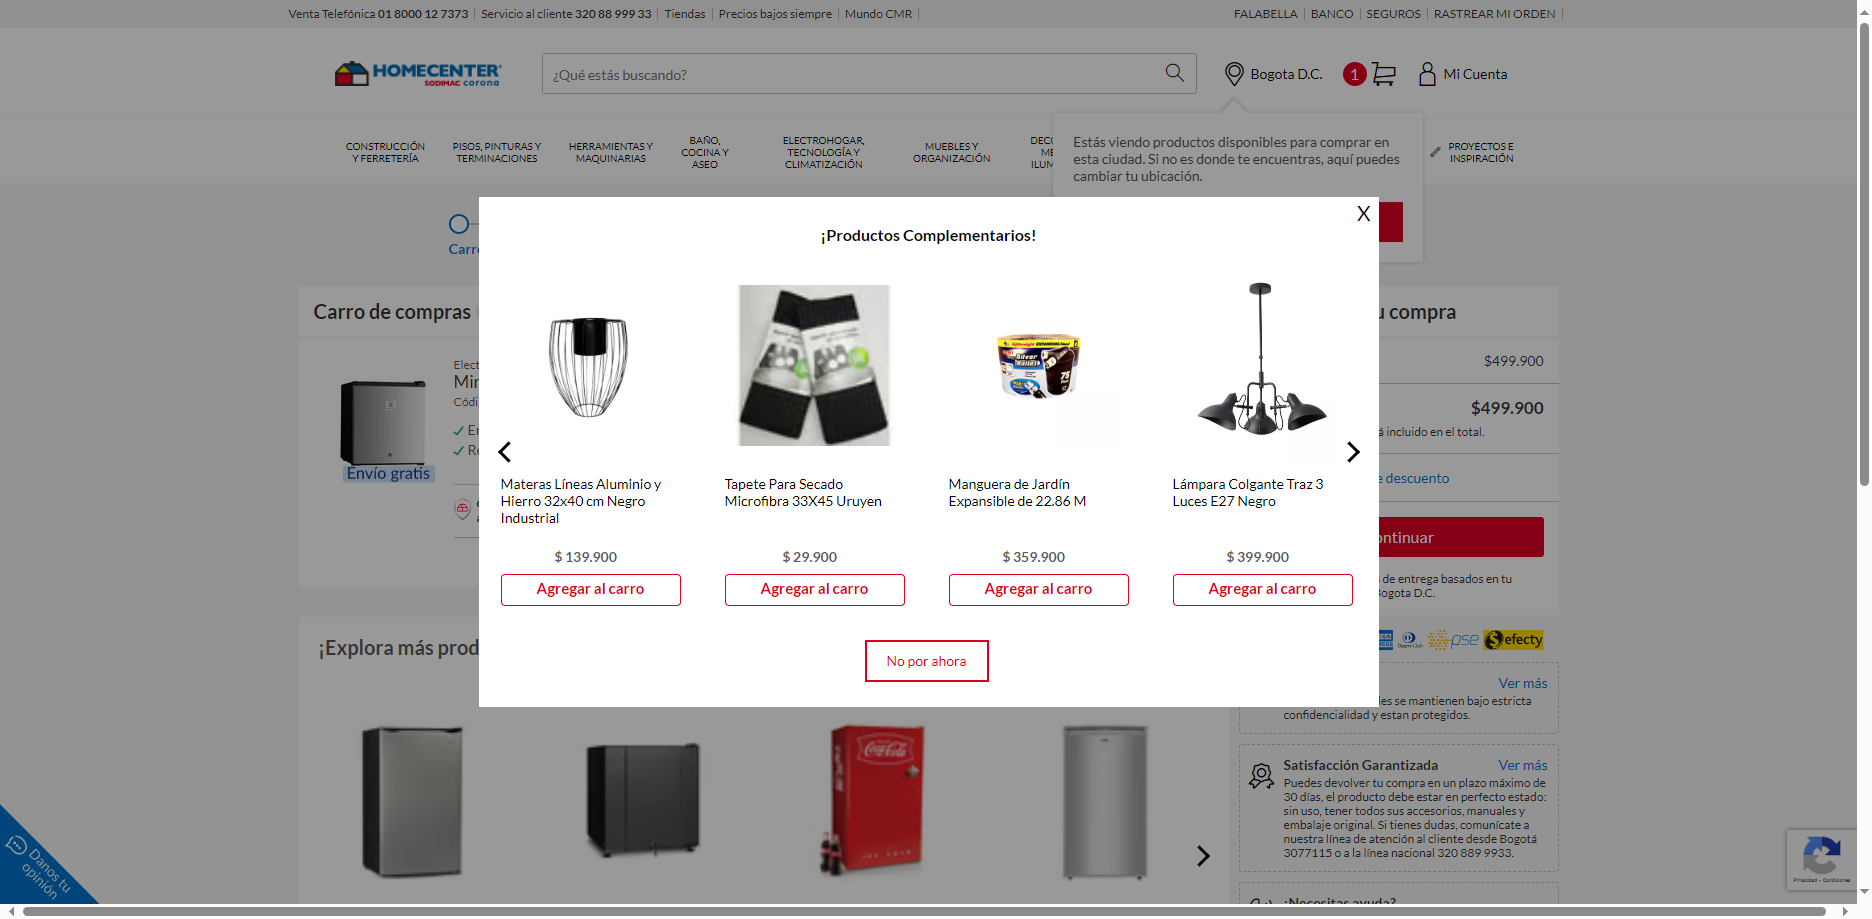 Venta Telefónica 01 8000 12 7373
Servicio al cliente 320 88 999 33
Tiendas
Precios bajos siempre
Mundo CMR
FALABELLA
BANCO
SEGUROS
RASTREAR MI ORDEN
HOMECENTER
SODIMAC corona
¿Qué estás buscando?
Bogota D.C.
1
Mi Cuenta
CONSTRUCCIÓN
Y FERRETERÍA
PISOS, PINTURAS Y
TERMINACIONES
HERRAMIENTAS Y
MAQUINARIAS
BAÑO,
COCINA Y
ASEO
ELECTROHOGAR,
TECNOLOGÍA Y
CLIMATIZACIÓN
MUEBLES Y
ORGANIZACIÓN
PROYECTOS E
INSPIRACIÓN
Estás viendo productos disponibles para comprar en
esta ciudad. Si no es donde te encuentras, aquí puedes
cambiar tu ubicación.
X
¡Productos Complementarios!
Materas Líneas Aluminio y
Hierro 32x40 cm Negro
Industrial
$ 139.900
Agregar al carro
Tapete Para Secado
Microfibra 33X45 Uruyen
$ 29.900
Agregar al carro
Manguera de Jardín
Expansible de 22.86 M
$ 359.900
Agregar al carro
Lámpara Colgante Traz 3
Luces E27 Negro
$ 399.900
Agregar al carro
No por ahora
Carro de compras
Envío gratis
u compra
$499.900
$499.900
á incluido en el total.
e descuento
ontinuar
s de entrega basados en tu
Bogota D.C.
pse
efecty
¡Explora más prod
Coca-Cola
ICE COLD
Ver más
les se mantienen bajo estricta
confidencialidad y estan protegidos.
Satisfacción Garantizada
Ver más
Puedes devolver tu compra en un plazo máximo de
30 días, el producto debe estar en perfecto estado:
sin uso, tener todos sus accesorios, manuales y
embalaje original. Si tienes dudas, comunícate a
nuestra línea de atención al cliente desde Bogotá
3077115 o a la línea nacional 320 889 9933.
¿Necesitas ayuda?
Danos tu
opinión
Privacidad - Condiciones